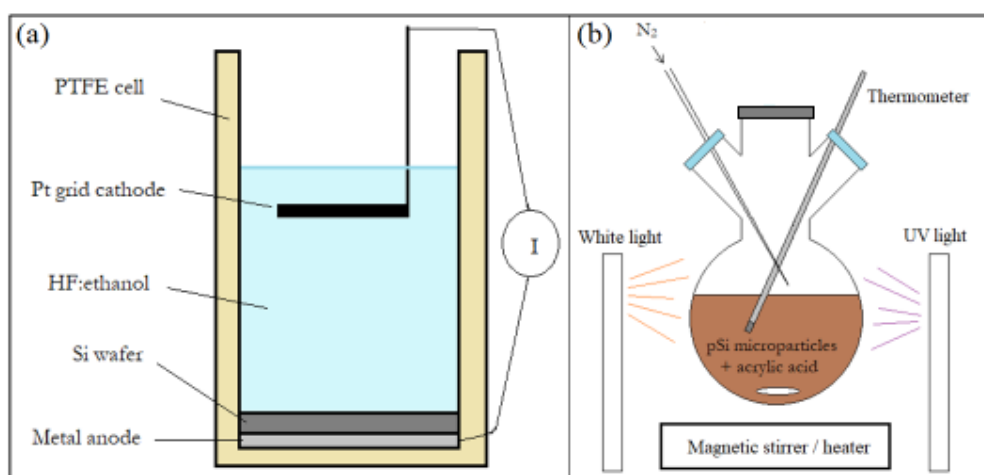 (a)
PTFE cell
Pt grid cathode
HF:ethanol
Si wafer
Metal anode
I
(b)
N2
Thermometer
White light
UV light
pSi microparticles
+ acrylic acid
Magnetic stirrer / heater